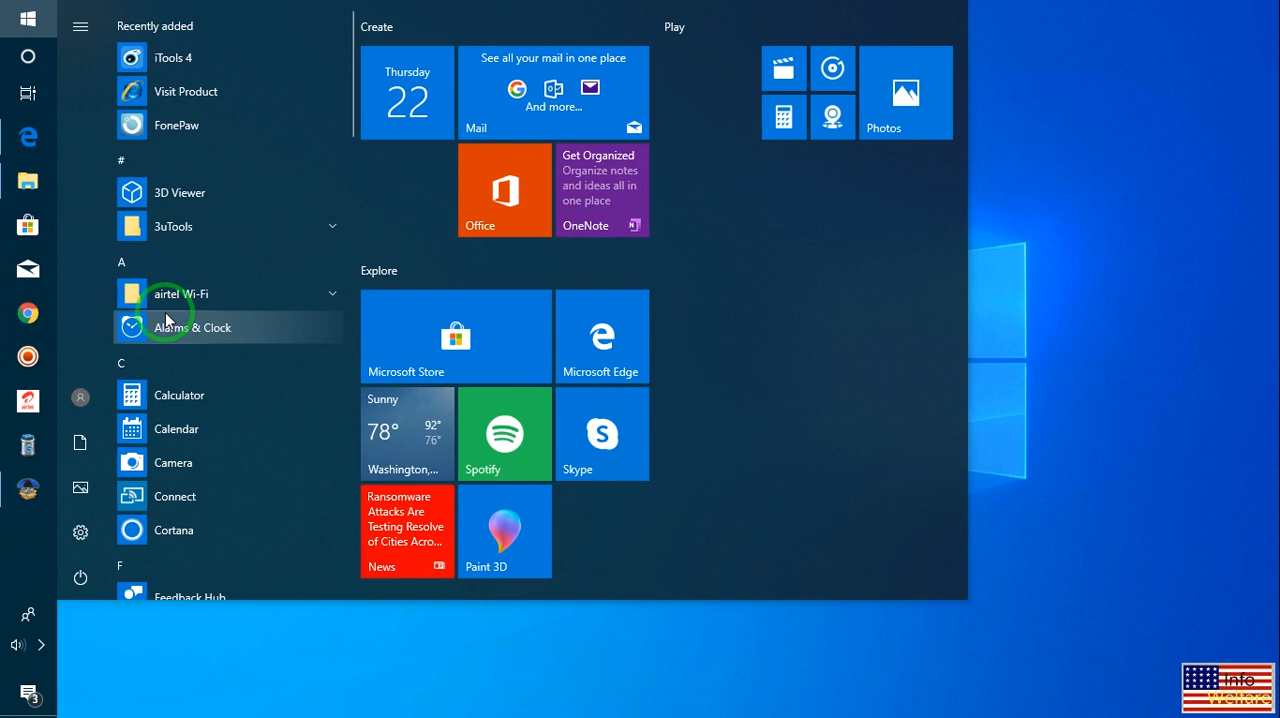 Recently added
iTools 4
Visit Product
FonePaw
#
3D Viewer
3uTools
A
airtel Wi-Fi
Alarms & Clock
C
Calculator
Calendar
Camera
Connect
Cortana
F
Feedback Hub
Create
Thursday
22
See all your mail in one place
And more...
Mail
Office
Get Organized
Organize notes
and ideas all in
one place
OneNote
Explore
Microsoft Store
Microsoft Edge
Sunny
78° 92°
76°
Washington,...
Spotify
Skype
Ransomware
Attacks Are
Testing Resolve
of Cities Acro...
News
Paint 3D
Play
Photos
airtel
3
Info
Welfare